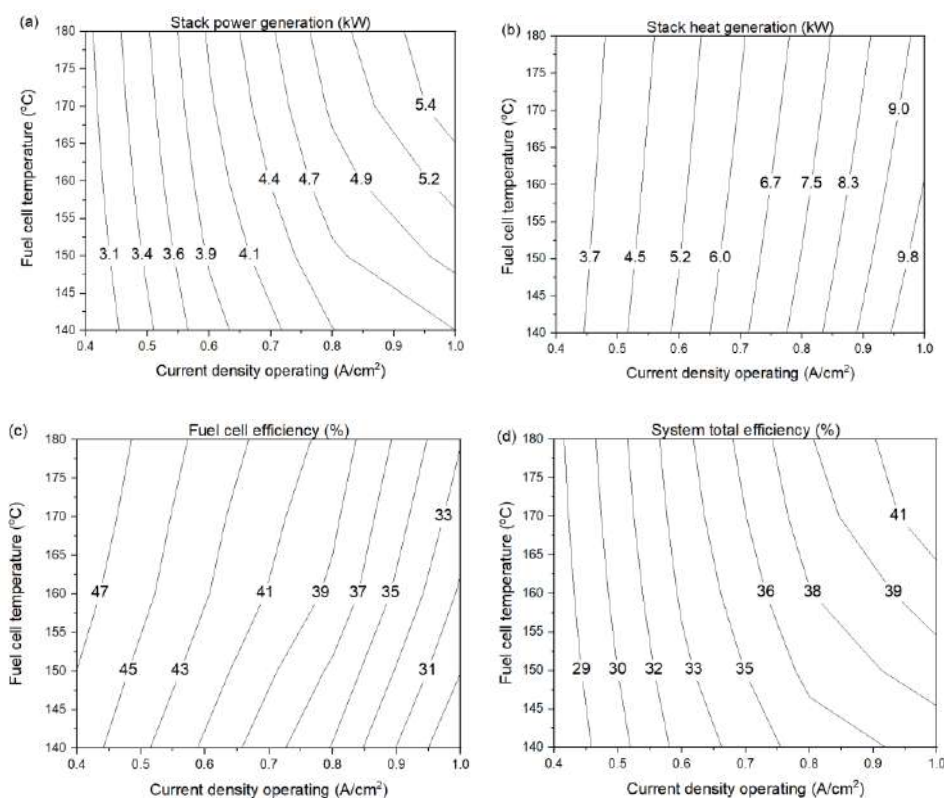 (a) Stack power generation (kW)
180
175
170
165
160
155
150
145
140
Fuel cell temperature (°C)
5.4
5.2
4.9
4.7
4.4
4.1
3.9
3.6
3.4
3.1
0.4 0.5 0.6 0.7 0.8 0.9 1.0
Current density operating (A/cm²)
(b) Stack heat generation (kW)
180
175
170
165
160
155
150
145
140
Fuel cell temperature (°C)
9.0
6.7 7.5 8.3
3.7 4.5 5.2 6.0 9.8
0.4 0.5 0.6 0.7 0.8 0.9 1.0
Current density operating (A/cm²)
(c) Fuel cell efficiency (%)
180
175
170
165
160
155
150
145
140
Fuel cell temperature (°C)
33
47 41 39 37 35
45 43 31
0.4 0.5 0.6 0.7 0.8 0.9 1.0
Current density operating (A/cm²)
(d) System total efficiency (%)
180
175
170
165
160
155
150
145
140
Fuel cell temperature (°C)
41
36 38 39
29 30 32 33 35
0.4 0.5 0.6 0.7 0.8 0.9 1.0
Current density operating (A/cm²)